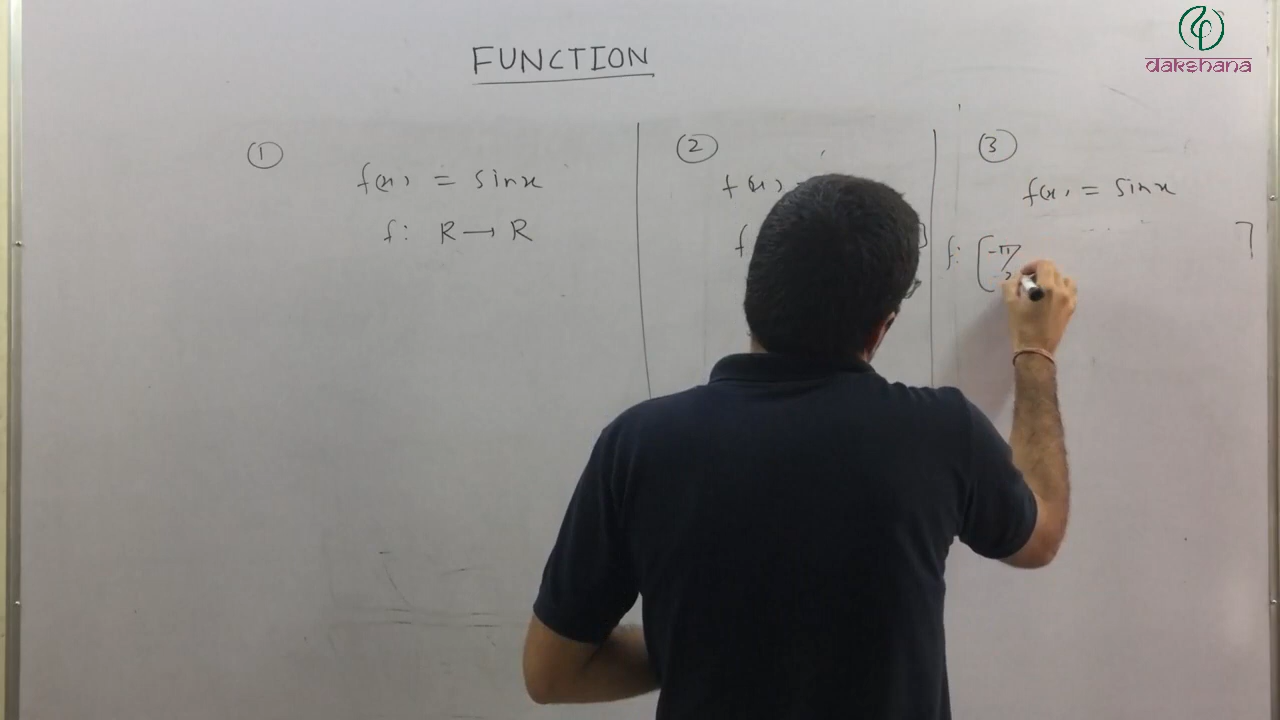 dakshana
FUNCTION
①
f(x) = sinx
f: R → R
②
f(x)
f
]
③
f(x) = sinx
f: [-π/2